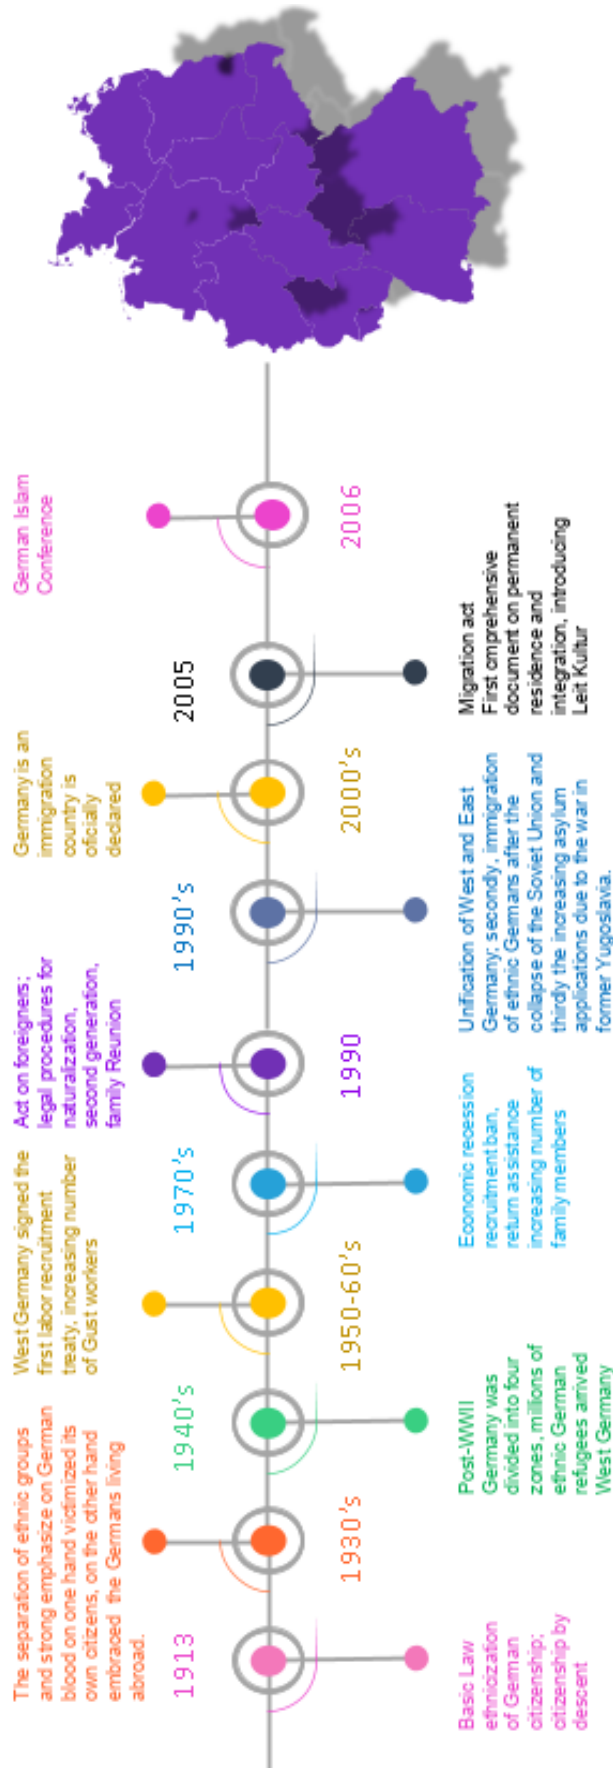 The separation of ethnic groups
and strong emphasize on German
blood on one hand victimized its
own citizens, on the other hand
embraced the Germans living
abroad.
West Germany signed the
first labor recruitment
treaty, increasing number
of Gust workers
Act on foreigners;
legal procedures for
naturalization,
second generation,
family Reunion
Germany is an
immigration
country is
oficially
declared
German Islam
Conference
1913
1940's
1970's
1990's
2005
1930's
1950-60's
1990
2000's
2006
Basic Law
ethnicization
of German
citizenship;
citizenship by
descent
Post-WWII
Germany was
divided into four
zones, millions of
ethnic German
refugees arrived
West Germany
Economic recession
recruitment ban,
return assistance
increasing number of
family members
Unification of West and East
Germany; secondly, immigration
of ethnic Germans after the
collapse of the Soviet Union and
thirdly the increasing asylum
applications due to the war in
former Yugoslavia.
Migration act
First omprehensive
document on permanent
residence and
integration, introducing
Leit Kultur